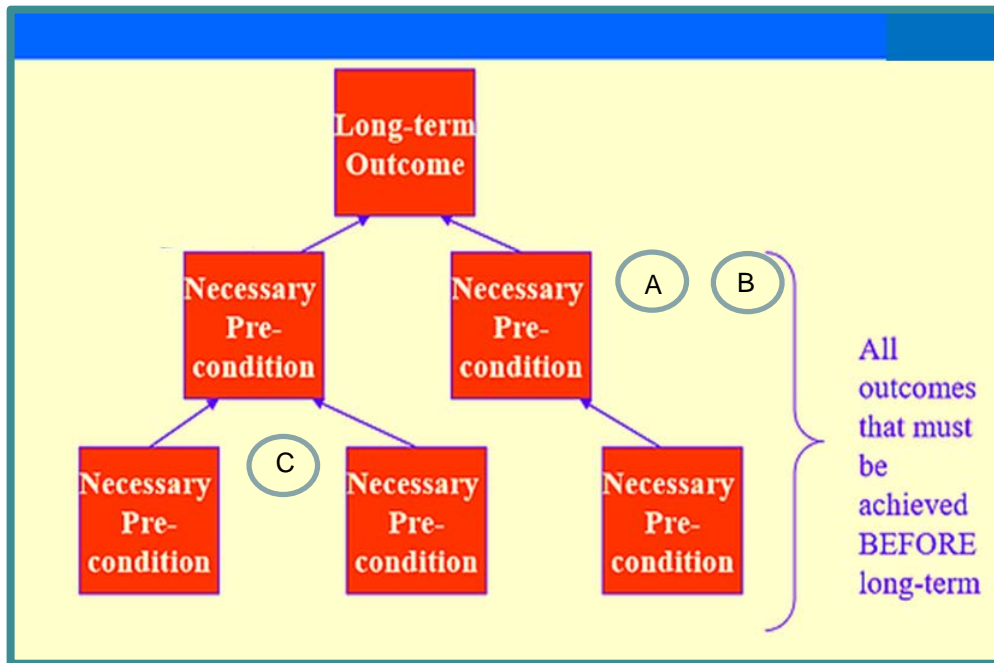 Long-term
Outcome
Necessary
Pre-
condition
Necessary
Pre-
condition
A
B
All
outcomes
that must
be
achieved
BEFORE
long-term
C
Necessary
Pre-
condition
Necessary
Pre-
condition
Necessary
Pre-
condition